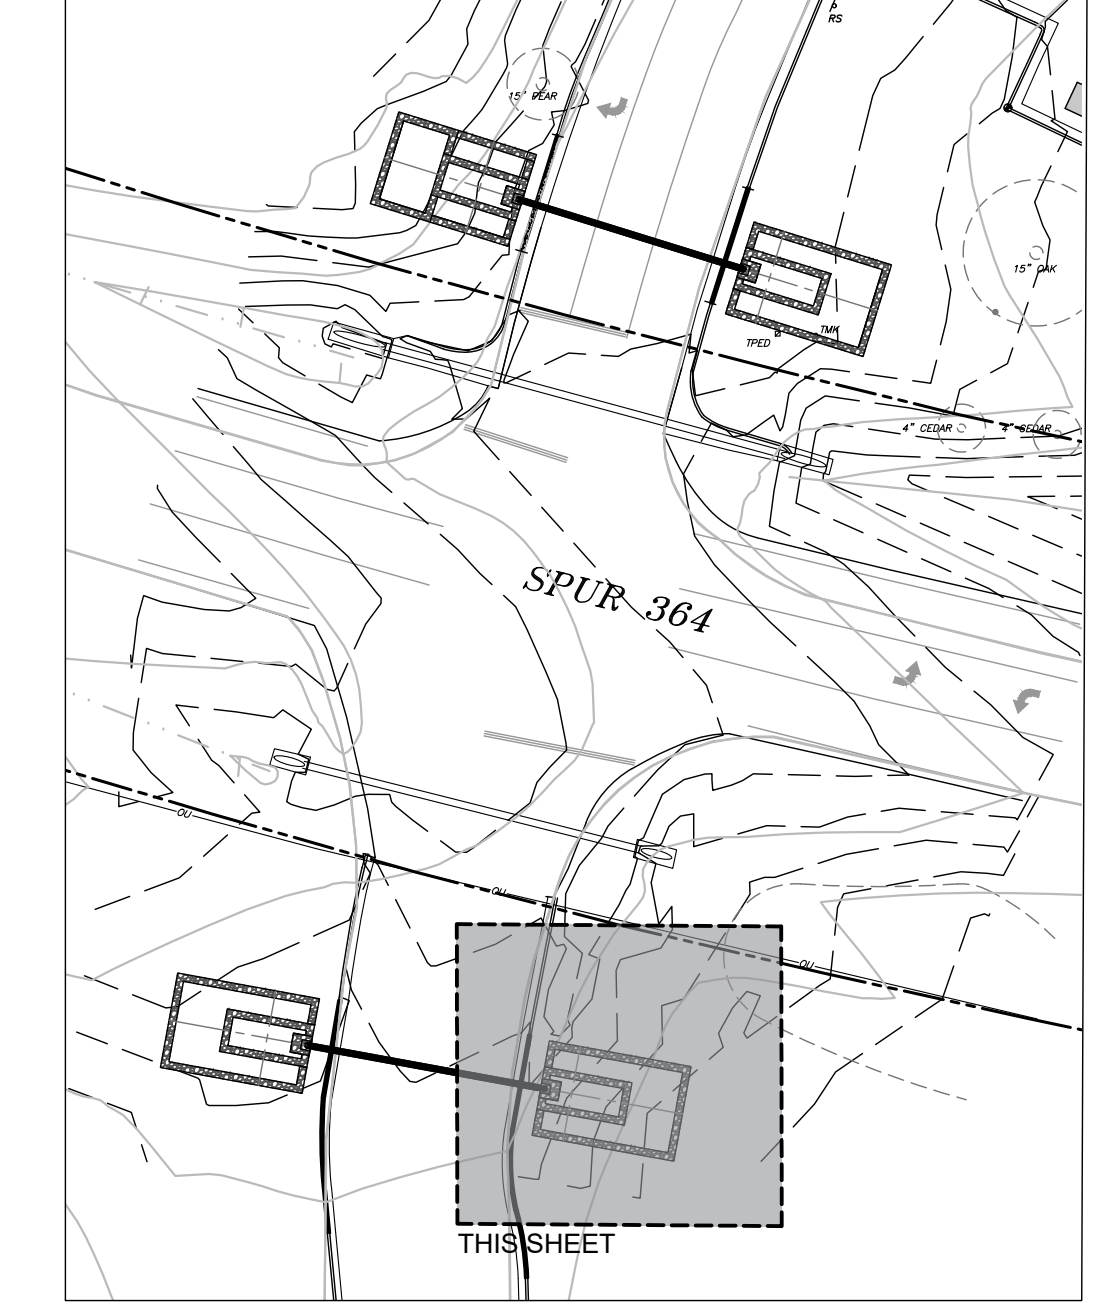 P
RS
15" PEAR
15" OAK
TMK
TPED
4" CEDAR
4" CEDAR
SPUR 364
OU
OU
OU
THIS SHEET